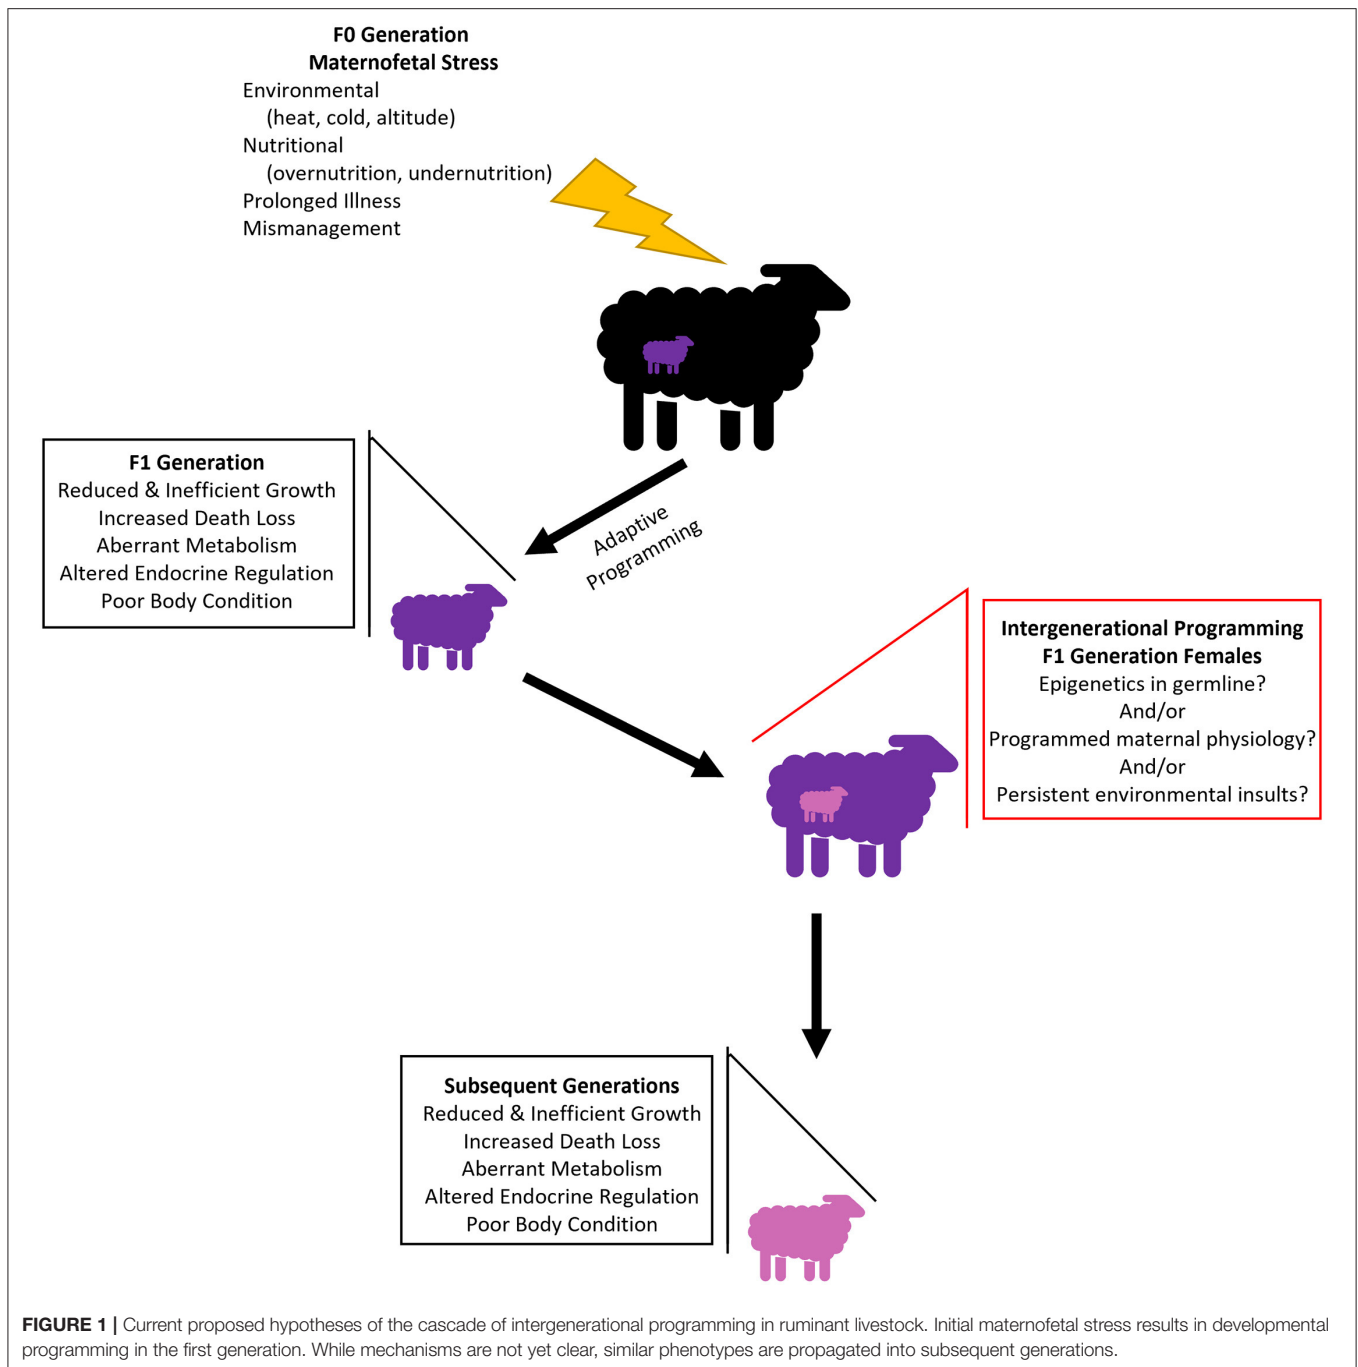 F0 Generation
Maternofetal Stress
Environmental
(heat, cold, altitude)
Nutritional
(overnutrition, undernutrition)
Prolonged Illness
Mismanagement
F1 Generation
Reduced & Inefficient Growth
Increased Death Loss
Aberrant Metabolism
Altered Endocrine Regulation
Poor Body Condition
Adaptive
Programming
Intergenerational Programming
F1 Generation Females
Epigenetics in germline?
And/or
Programmed maternal physiology?
And/or
Persistent environmental insults?
Subsequent Generations
Reduced & Inefficient Growth
Increased Death Loss
Aberrant Metabolism
Altered Endocrine Regulation
Poor Body Condition
FIGURE 1 | Current proposed hypotheses of the cascade of intergenerational programming in ruminant livestock. Initial maternofetal stress results in developmental
programming in the first generation. While mechanisms are not yet clear, similar phenotypes are propagated into subsequent generations.